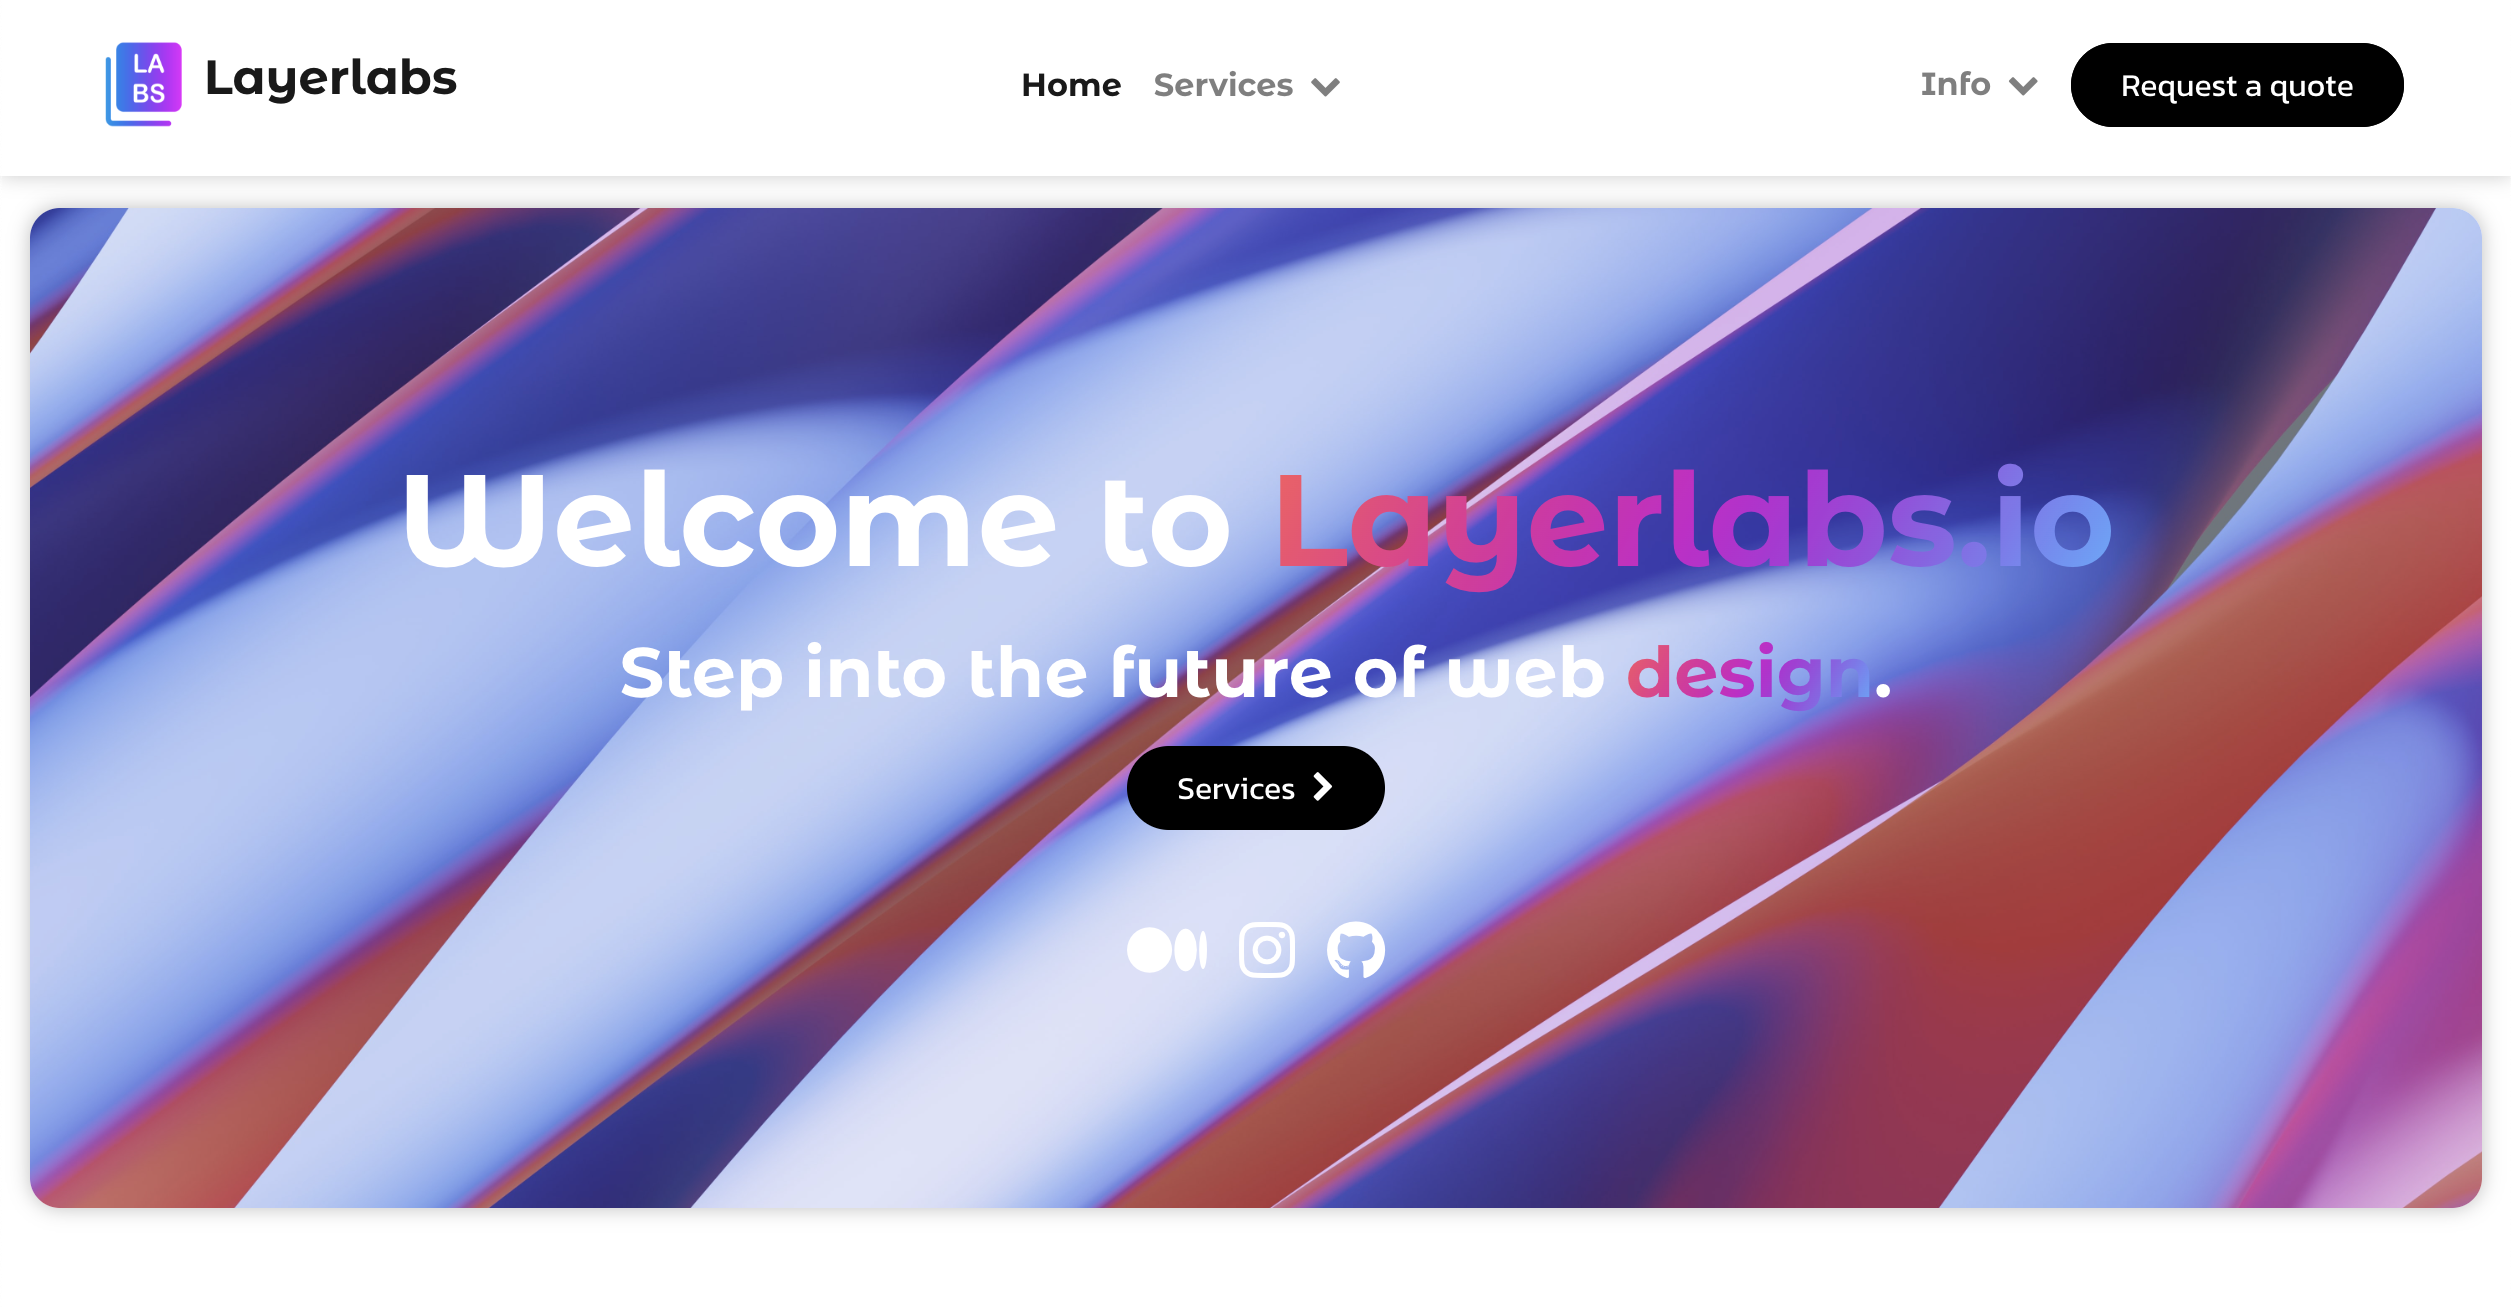 LA
BS
Layerlabs
Home
Services
Info
Request a quote
Welcome to Layerlabs.io
Step into the future of web design.
Services